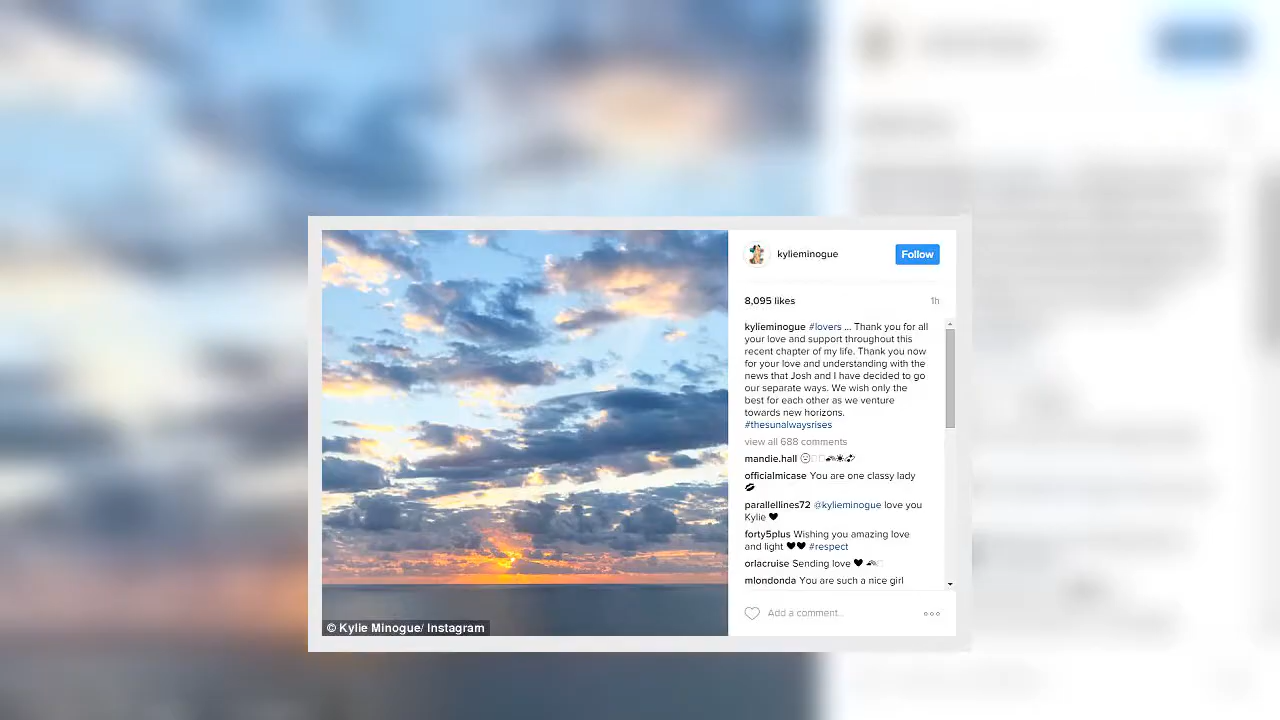 kylieminogue
Follow
8,095 likes
1h
kylieminogue #lovers ... Thank you for all
your love and support throughout this
recent chapter of my life. Thank you now
for your love and understanding with the
news that Josh and I have decided to go
our separate ways. We wish only the
best for each other as we venture
towards new horizons.
#thesunalwaysrises
view all 688 comments
mandie.hall
officialmicase You are one classy lady
parallellines72 @kylieminogue love you
Kylie 🖤
forty5plus Wishing you amazing love
and light 🖤🖤 #respect
orlacruise Sending love 🖤
mlondonda You are such a nice girl
Add a comment...
© Kylie Minogue/ Instagram